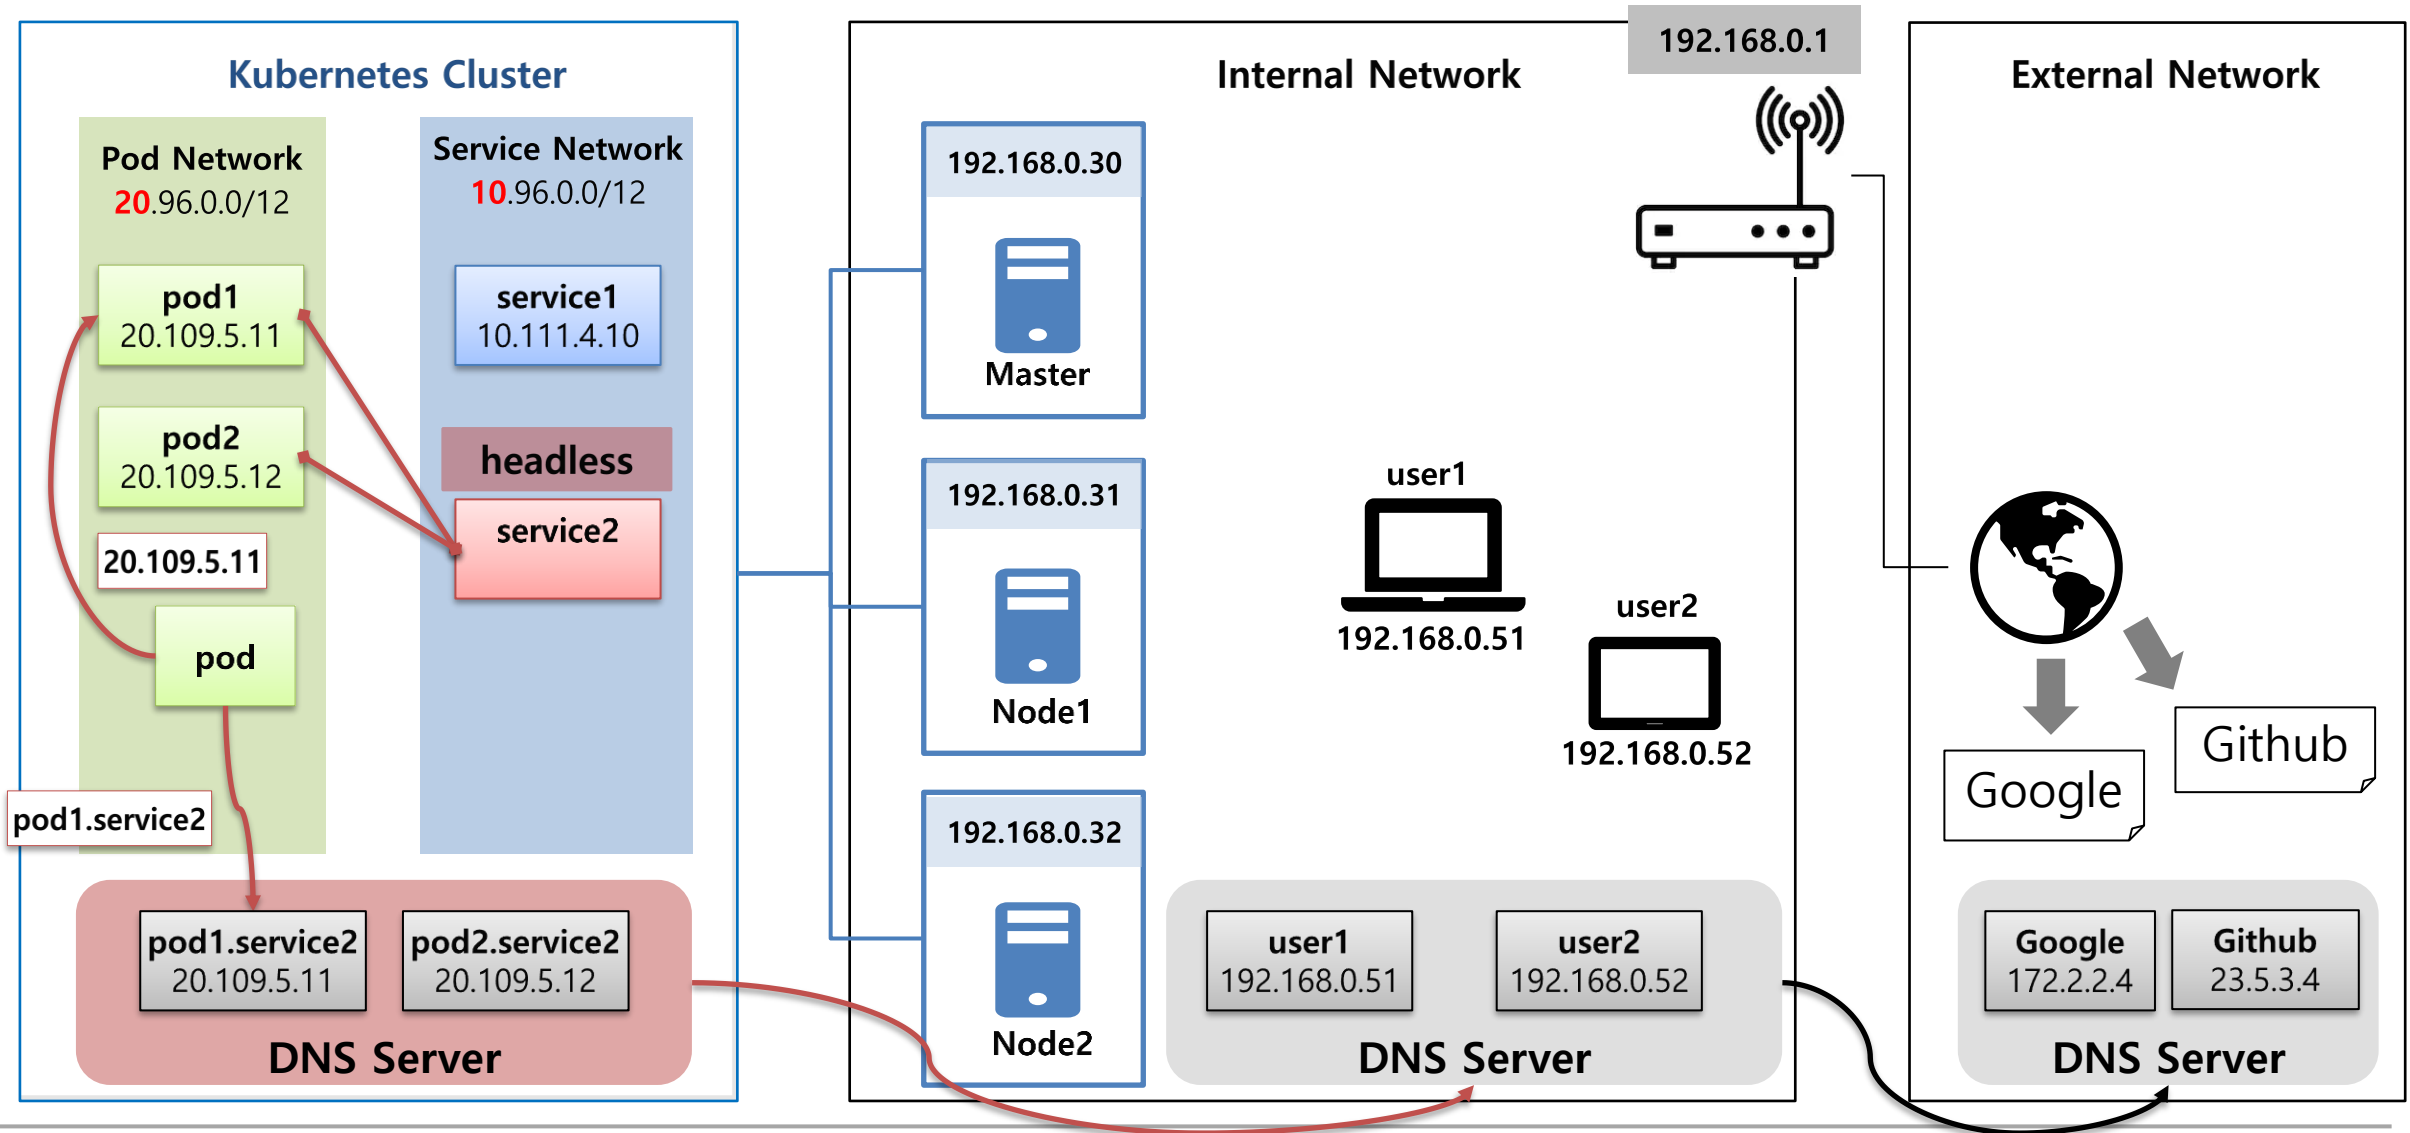 Kubernetes Cluster
Pod Network
20.96.0.0/12
pod1
20.109.5.11
pod2
20.109.5.12
20.109.5.11
pod
pod1.service2
Service Network
10.96.0.0/12
service1
10.111.4.10
headless
service2
pod1.service2
20.109.5.11
pod2.service2
20.109.5.12
DNS Server
Internal Network
192.168.0.1
192.168.0.30
Master
192.168.0.31
Node1
192.168.0.32
Node2
user1
192.168.0.51
user2
192.168.0.52
user1
192.168.0.51
user2
192.168.0.52
DNS Server
External Network
Google
Github
Google
172.2.2.4
Github
23.5.3.4
DNS Server